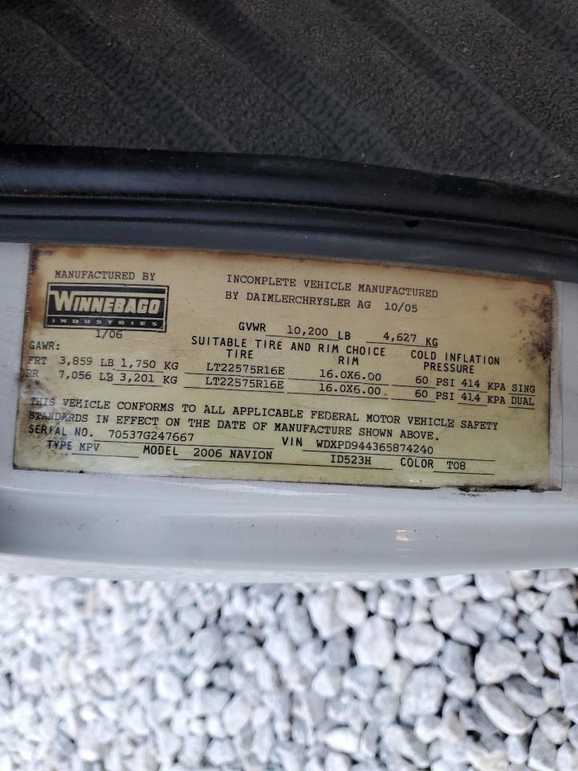 MANUFACTURED BY
WINNEBAGO
INDUSTRIES
1/06
INCOMPLETE VEHICLE MANUFACTURED
BY DAIMLERCHRYSLER AG 10/05
GVWR 10,200 LB 4,627 KG
GAWR: SUITABLE TIRE AND RIM CHOICE COLD INFLATION
TIRE RIM PRESSURE
FRT 3,859 LB 1,750 KG LT22575R16E 16.0X6.00 60 PSI 414 KPA SING
RR 7,056 LB 3,201 KG LT22575R16E 16.0X6.00 60 PSI 414 KPA DUAL
THIS VEHICLE CONFORMS TO ALL APPLICABLE FEDERAL MOTOR VEHICLE SAFETY
STANDARDS IN EFFECT ON THE DATE OF MANUFACTURE SHOWN ABOVE.
SERIAL NO. 70537G247667 VIN WDXPD944365874240
TYPE MPV MODEL 2006 NAVION ID523H COLOR T08